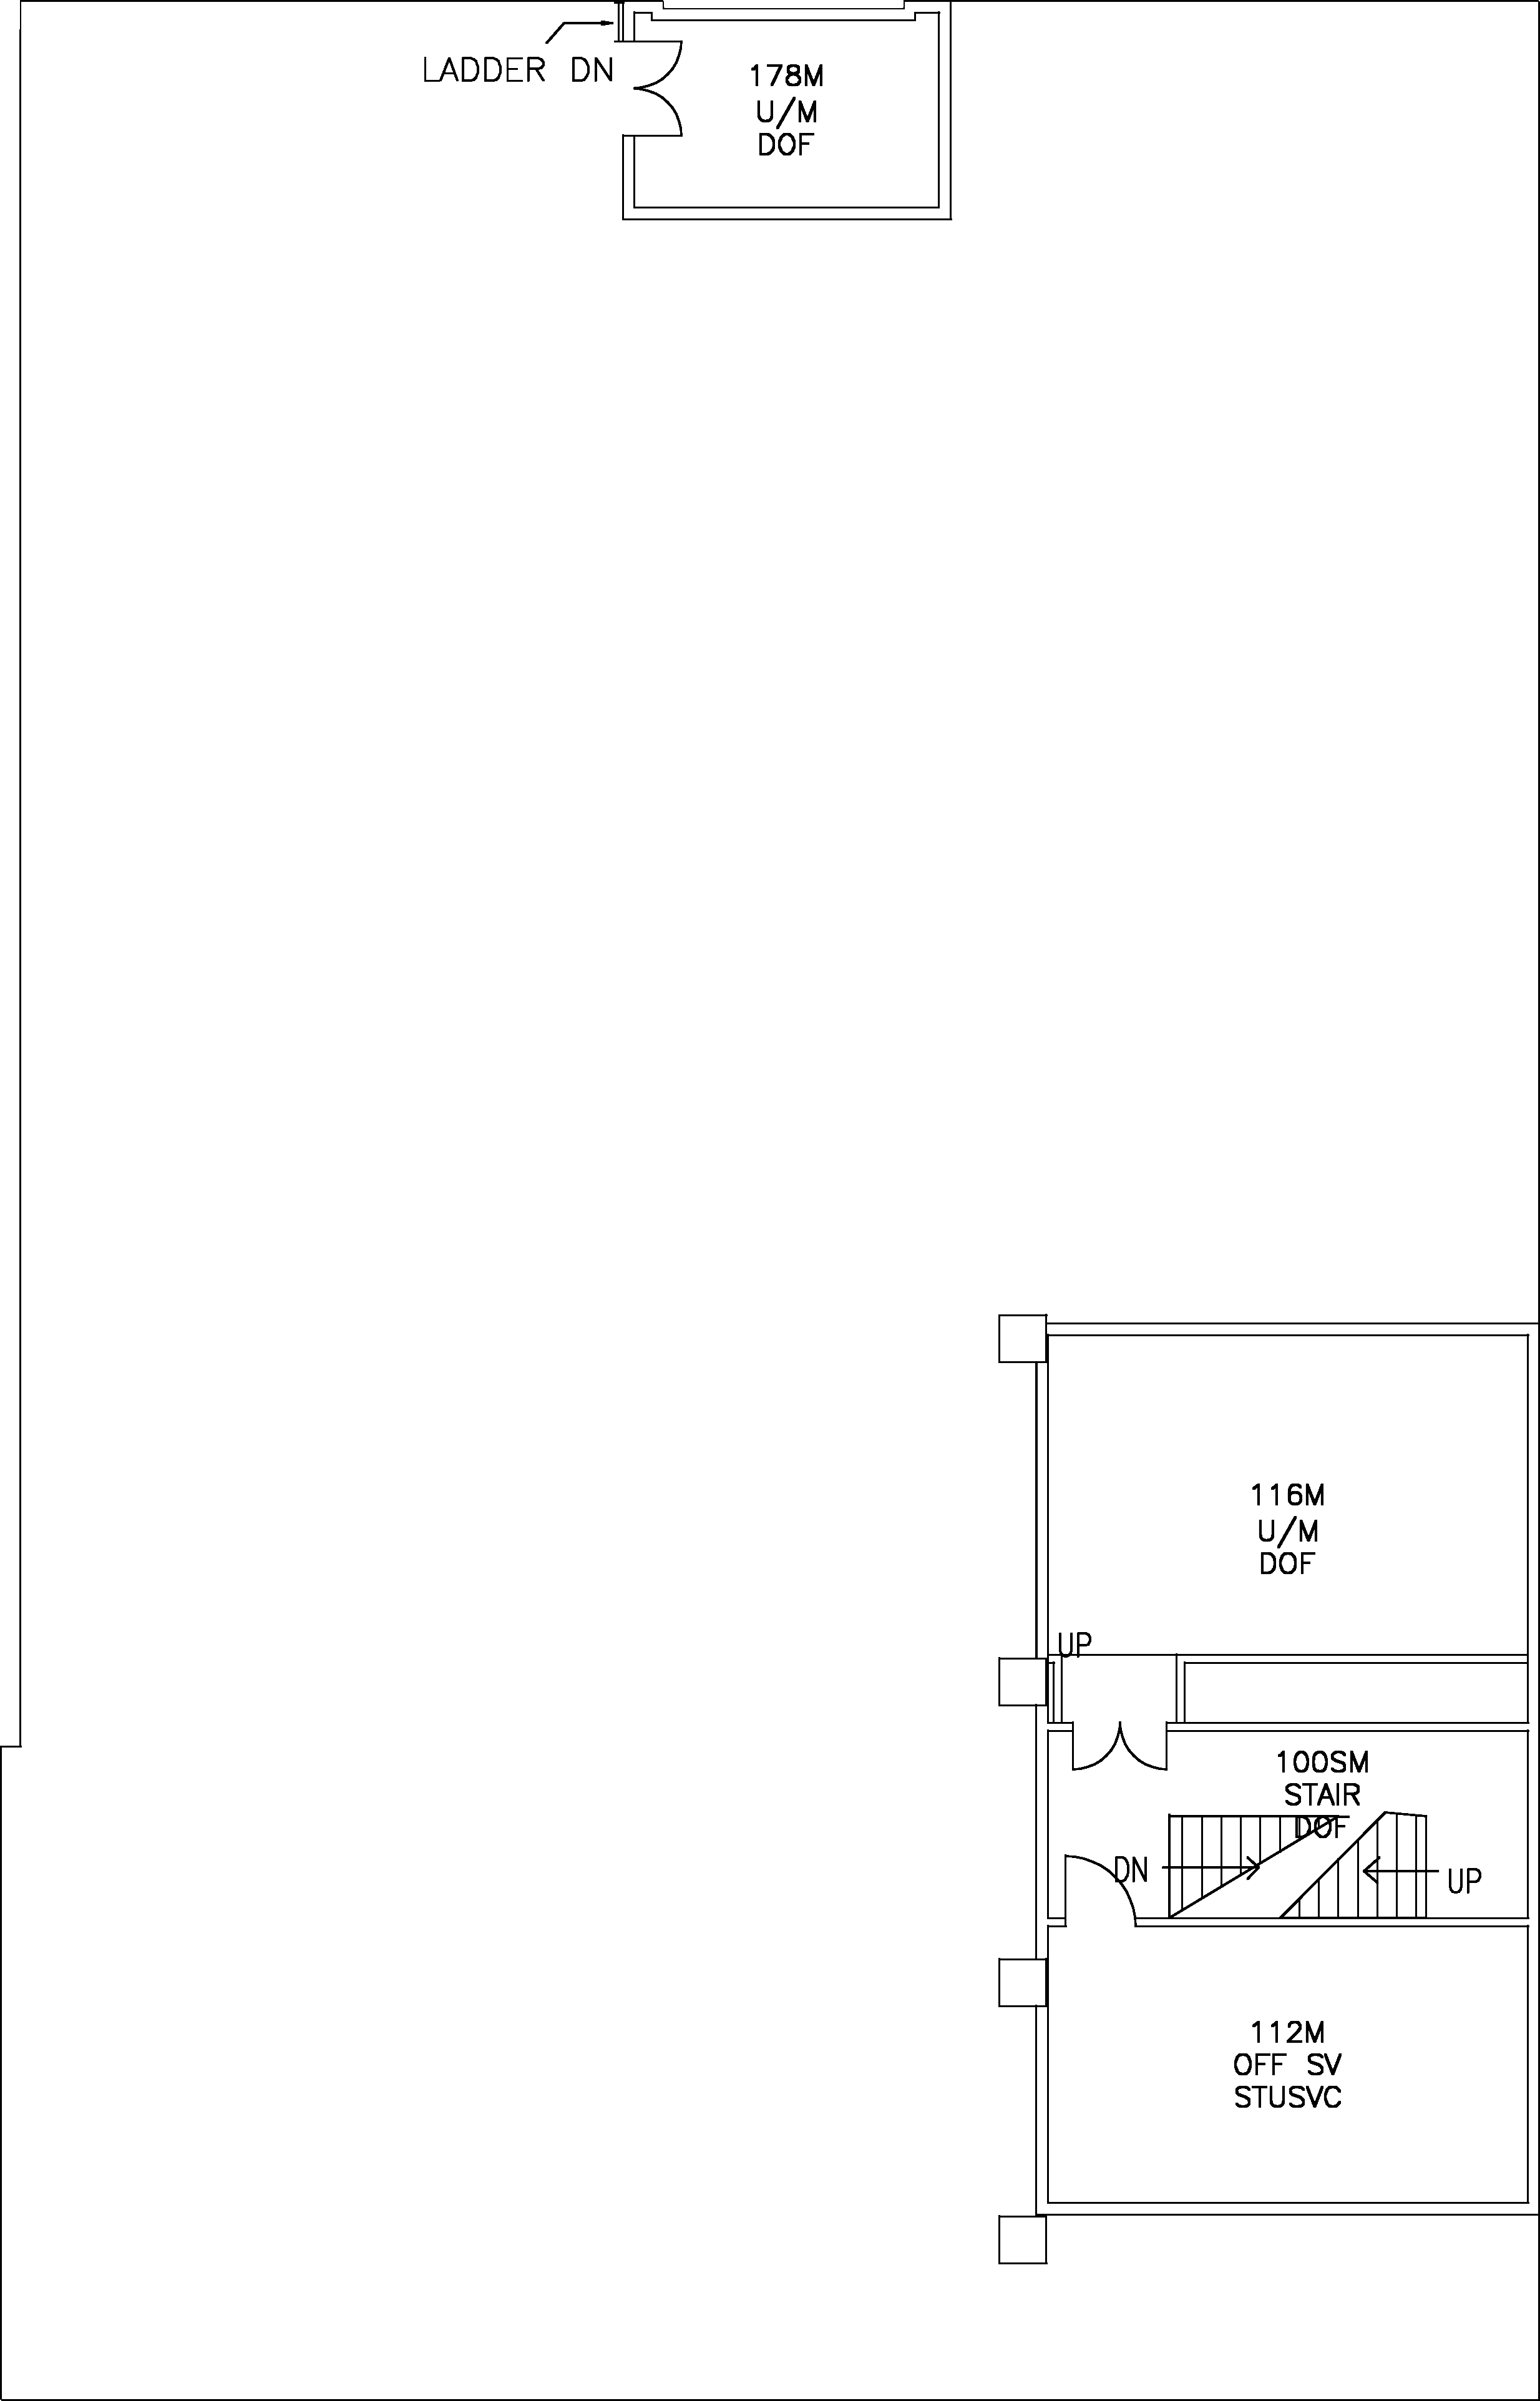 LADDER DN
178M
U/M
DOF
116M
U/M
DOF
UP
100SM
STAIR
DOF
DN
UP
112M
OFF SV
STUSVC